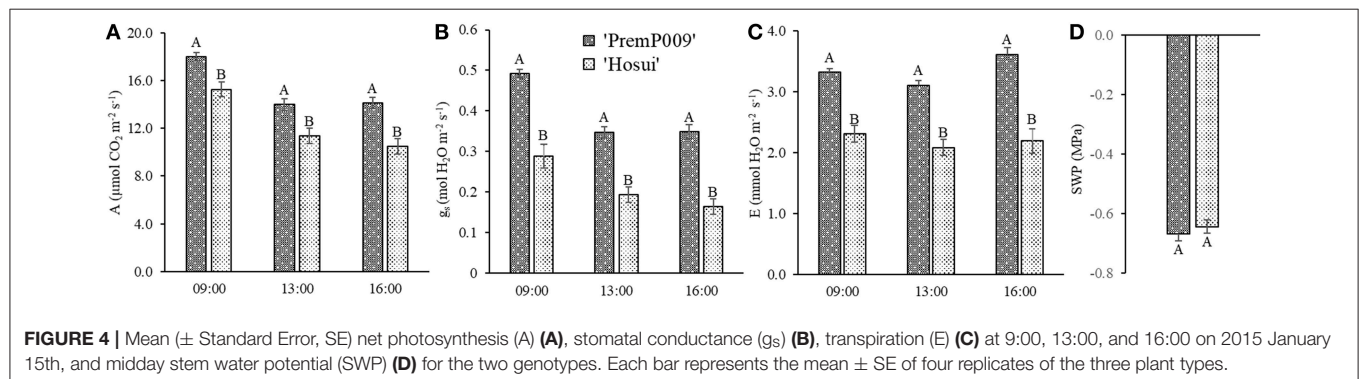 A
20.0
16.0
12.0
8.0
4.0
0.0
A (µmol CO₂ m⁻² s⁻¹)
A
B
A
B
A
B
09:00
13:00
16:00
B
0.6
0.5
0.4
0.3
0.2
0.1
0
gₛ (mol H₂O m⁻² s⁻¹)
'PremP009'
'Hosui'
A
B
A
B
A
B
09:00
13:00
16:00
C
4.0
3.0
2.0
1.0
0.0
E (mmol H₂O m⁻² s⁻¹)
A
B
A
B
A
B
09:00
13:00
16:00
D
0.0
-0.2
-0.4
-0.6
-0.8
SWP (MPa)
A
A
FIGURE 4 | Mean (± Standard Error, SE) net photosynthesis (A) (A), stomatal conductance (gₛ) (B), transpiration (E) (C) at 9:00, 13:00, and 16:00 on 2015 January
15th, and midday stem water potential (SWP) (D) for the two genotypes. Each bar represents the mean ± SE of four replicates of the three plant types.